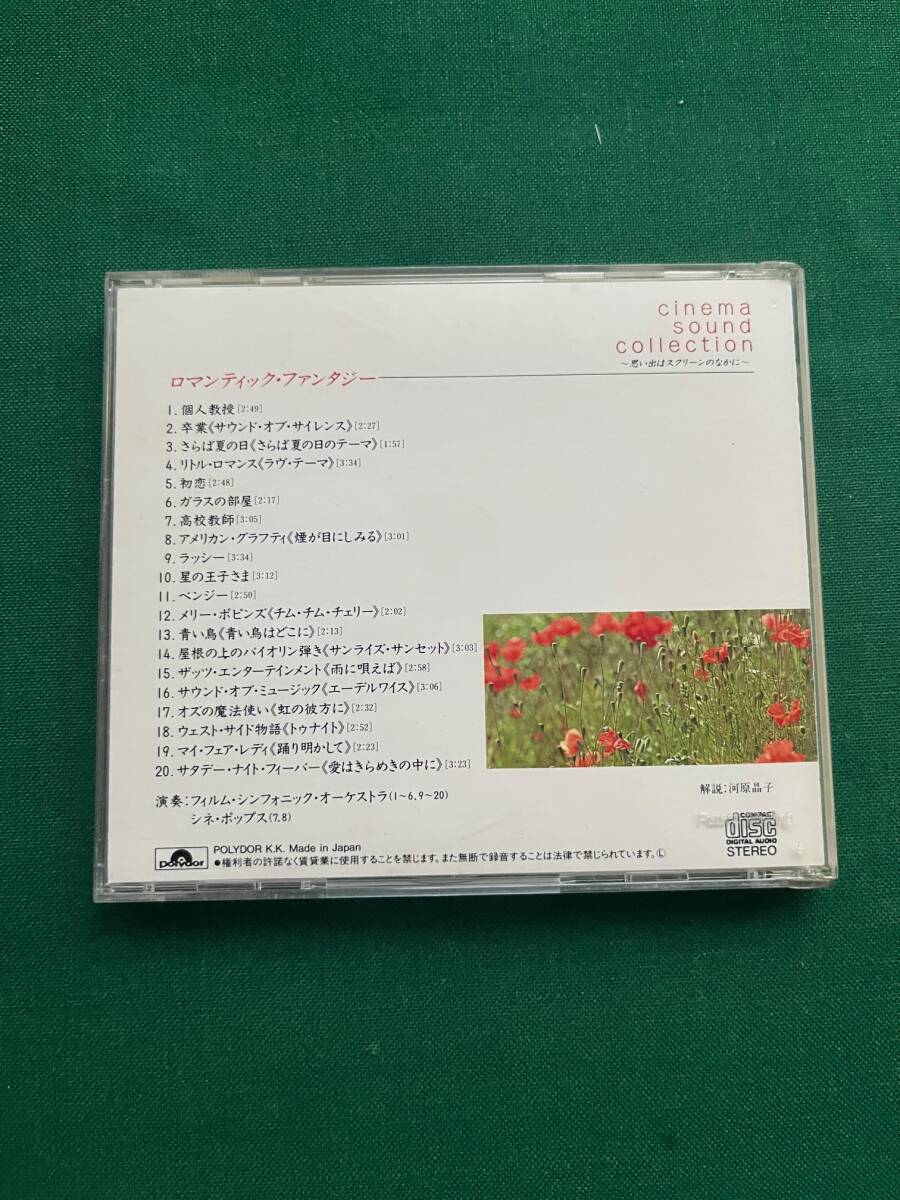 cinema
sound
collection
～思い出はスクリーンのなかに～
ロマンティック・ファンタジー
1. 個人教授[2:49]
2. 卒業《サウンド・オブ・サイレンス》[2:27]
3. さらば夏の日《さらば夏の日のテーマ》[1:57]
4. リトル・ロマンス《ラヴ・テーマ》[3:34]
5. 初恋[2:48]
6. ガラスの部屋[2:17]
7. 高校教師[3:05]
8. アメリカン・グラフティ《煙が目にしみる》[3:01]
9. ラッシー[3:34]
10. 星の王子さま[3:12]
11. ベンジー[2:50]
12. メリー・ポピンズ《チム・チム・チェリー》[2:02]
13. 青い鳥《青い鳥はどこに》[2:13]
14. 屋根の上のバイオリン弾き《サンライズ・サンセット》[3:03]
15. ザッツ・エンターテインメント《雨に唄えば》[2:58]
16. サウンド・オブ・ミュージック《エーデルワイス》[3:06]
17. オズの魔法使い《虹の彼方に》[2:32]
18. ウェスト・サイド物語《トゥナイト》[2:52]
19. マイ・フェア・レディ《踊り明かして》[2:23]
20. サタデー・ナイト・フィーバー《愛はきらめきの中に》[3:23]
演奏：フィルム・シンフォニック・オーケストラ(1～6,9～20)
シネ・ポップス(7,8)
解説：河原晶子
COMPACT
disc
DIGITAL AUDIO
STEREO
Polydor
POLYDOR K.K. Made in Japan
●権利者の許諾なく賃貸業に使用することを禁じます。また無断で録音することは法律で禁じられています。Ⓛ